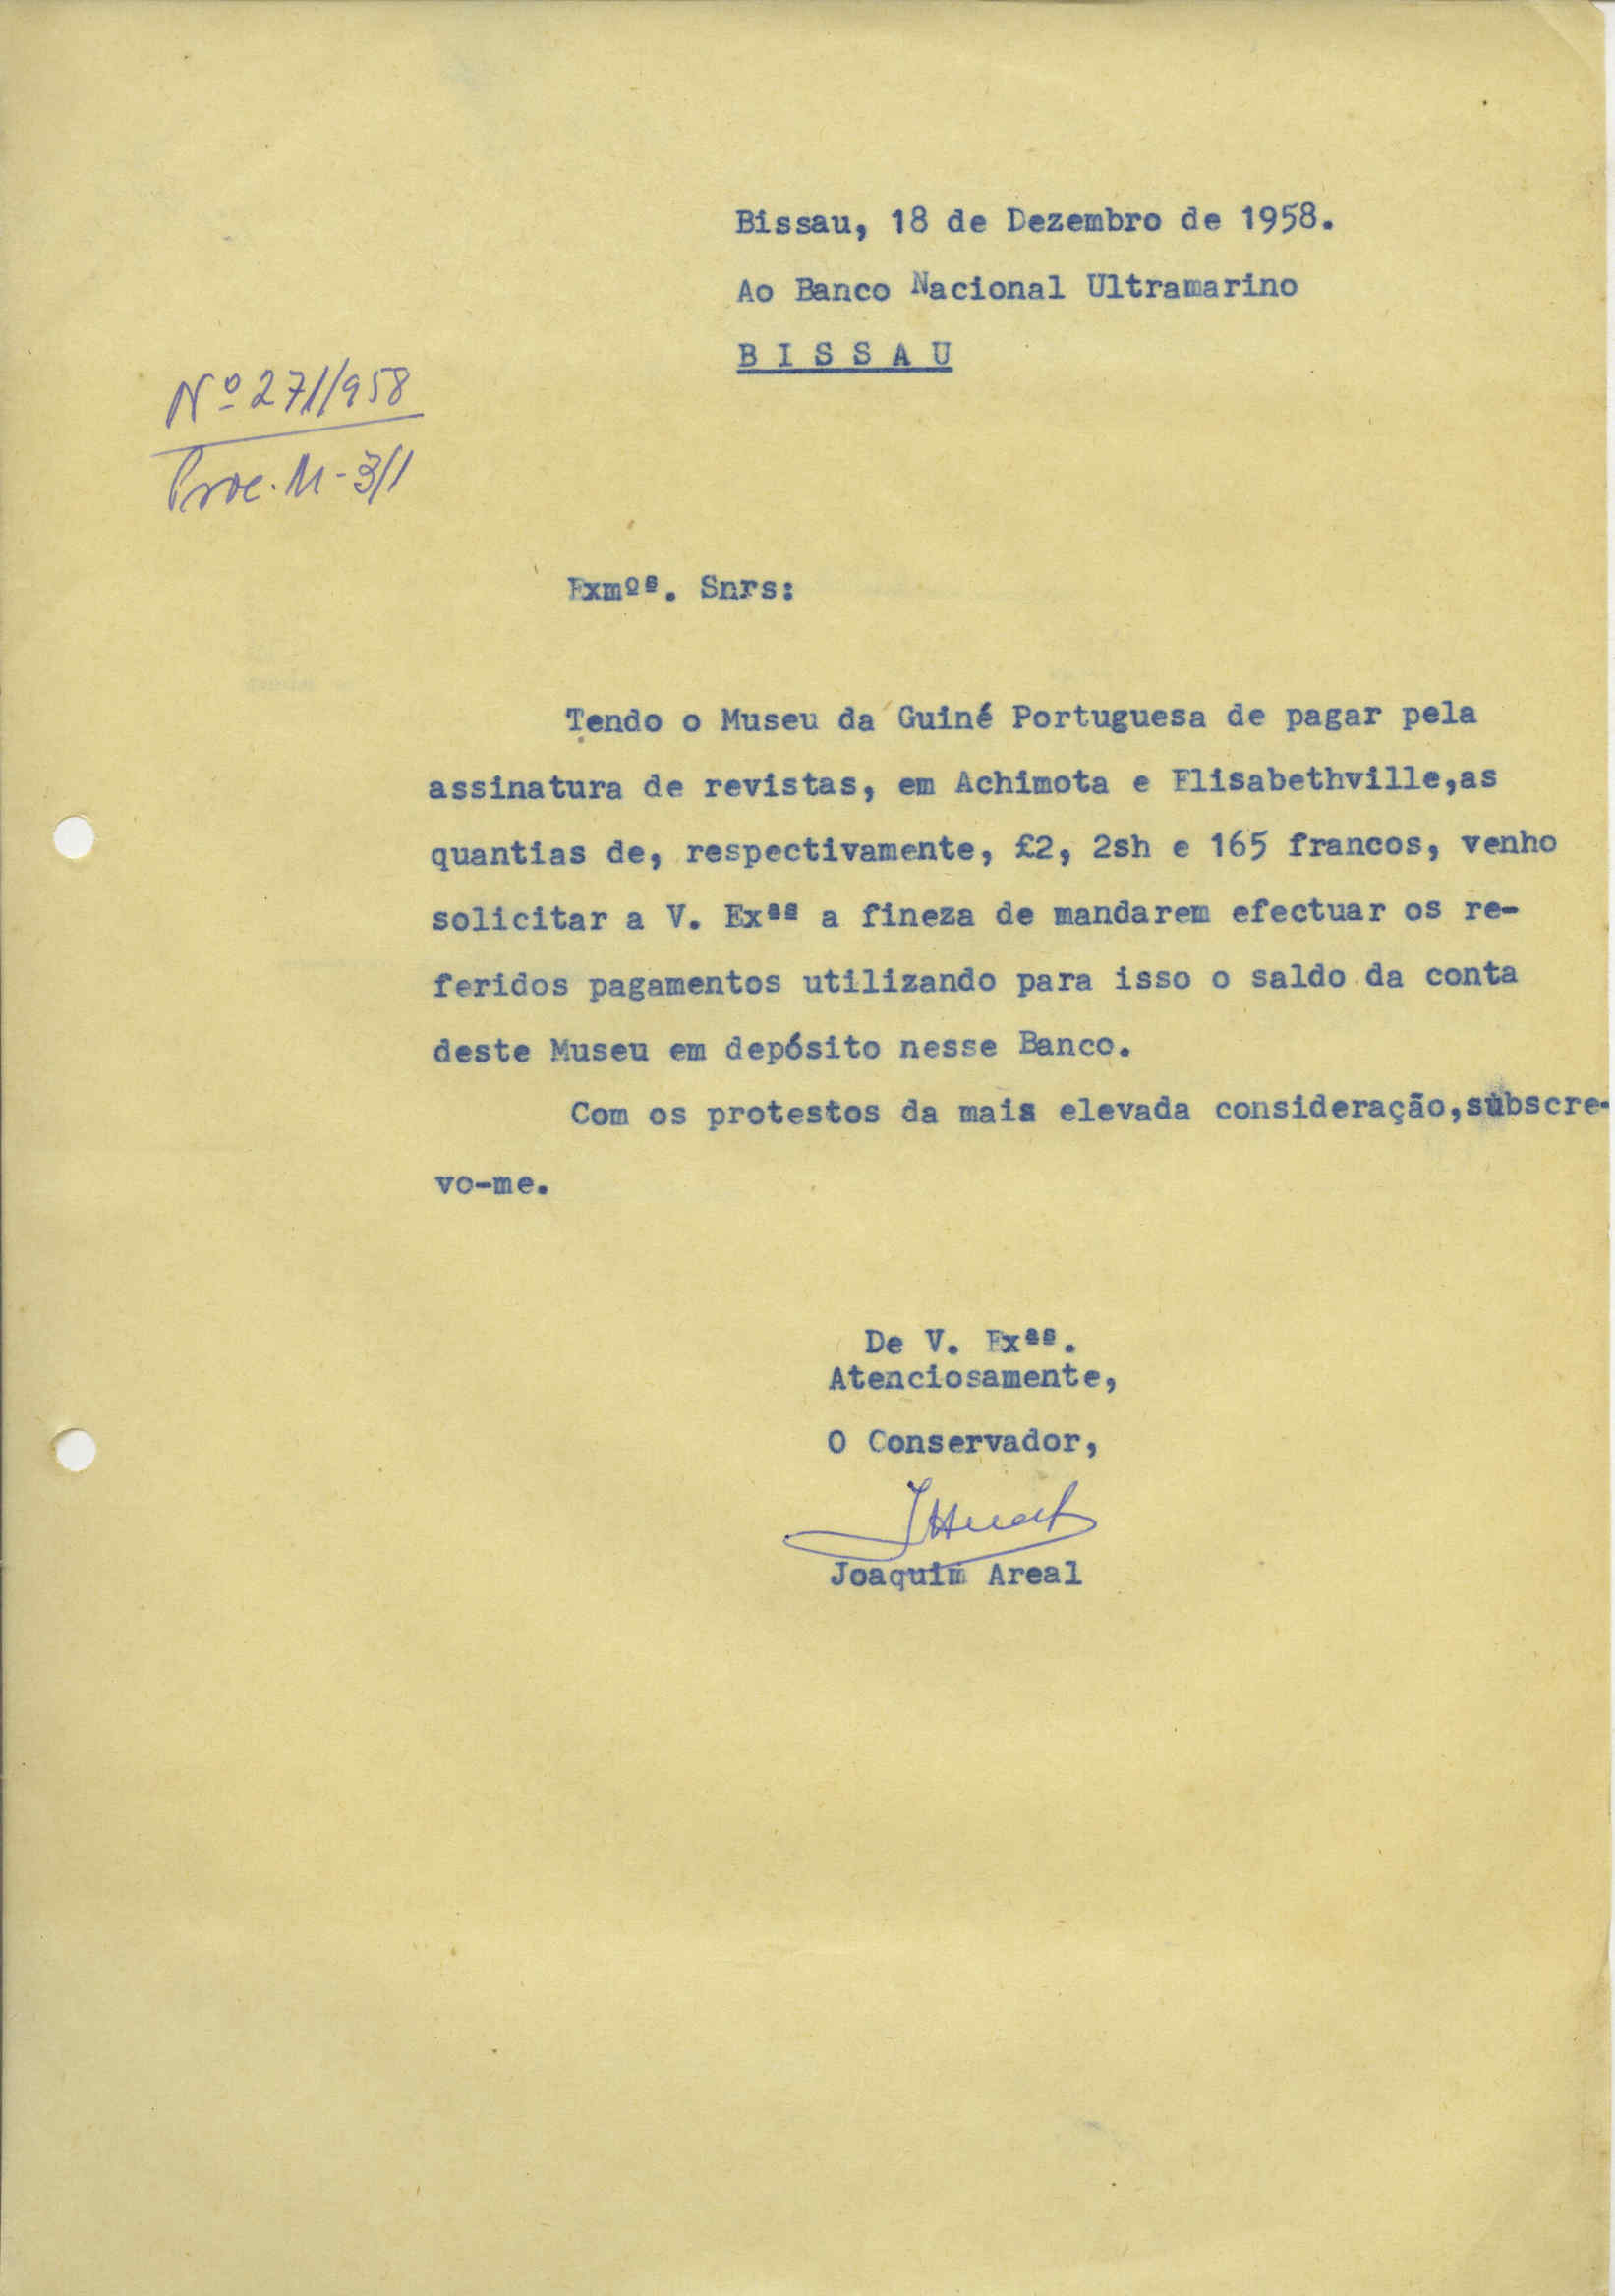 Bissau, 18 de Dezembro de 1958.
Ao Banco Nacional Ultramarino
B I S S A U
Nº 271/958
Proc. M-3/1
Exmºs. Snrs:
Tendo o Museu da Guiné Portuguesa de pagar pela
assinatura de revistas, em Achimota e Elisabethville,as
quantias de, respectivamente, £2, 2sh e 165 francos, venho
solicitar a V. Exªs a fineza de mandarem efectuar os re-
feridos pagamentos utilizando para isso o saldo da conta
deste Museu em depósito nesse Banco.
Com os protestos da mais elevada consideração,subscre-
vo-me.
De V. Exªs.
Atenciosamente,
O Conservador,
Joaquim Areal